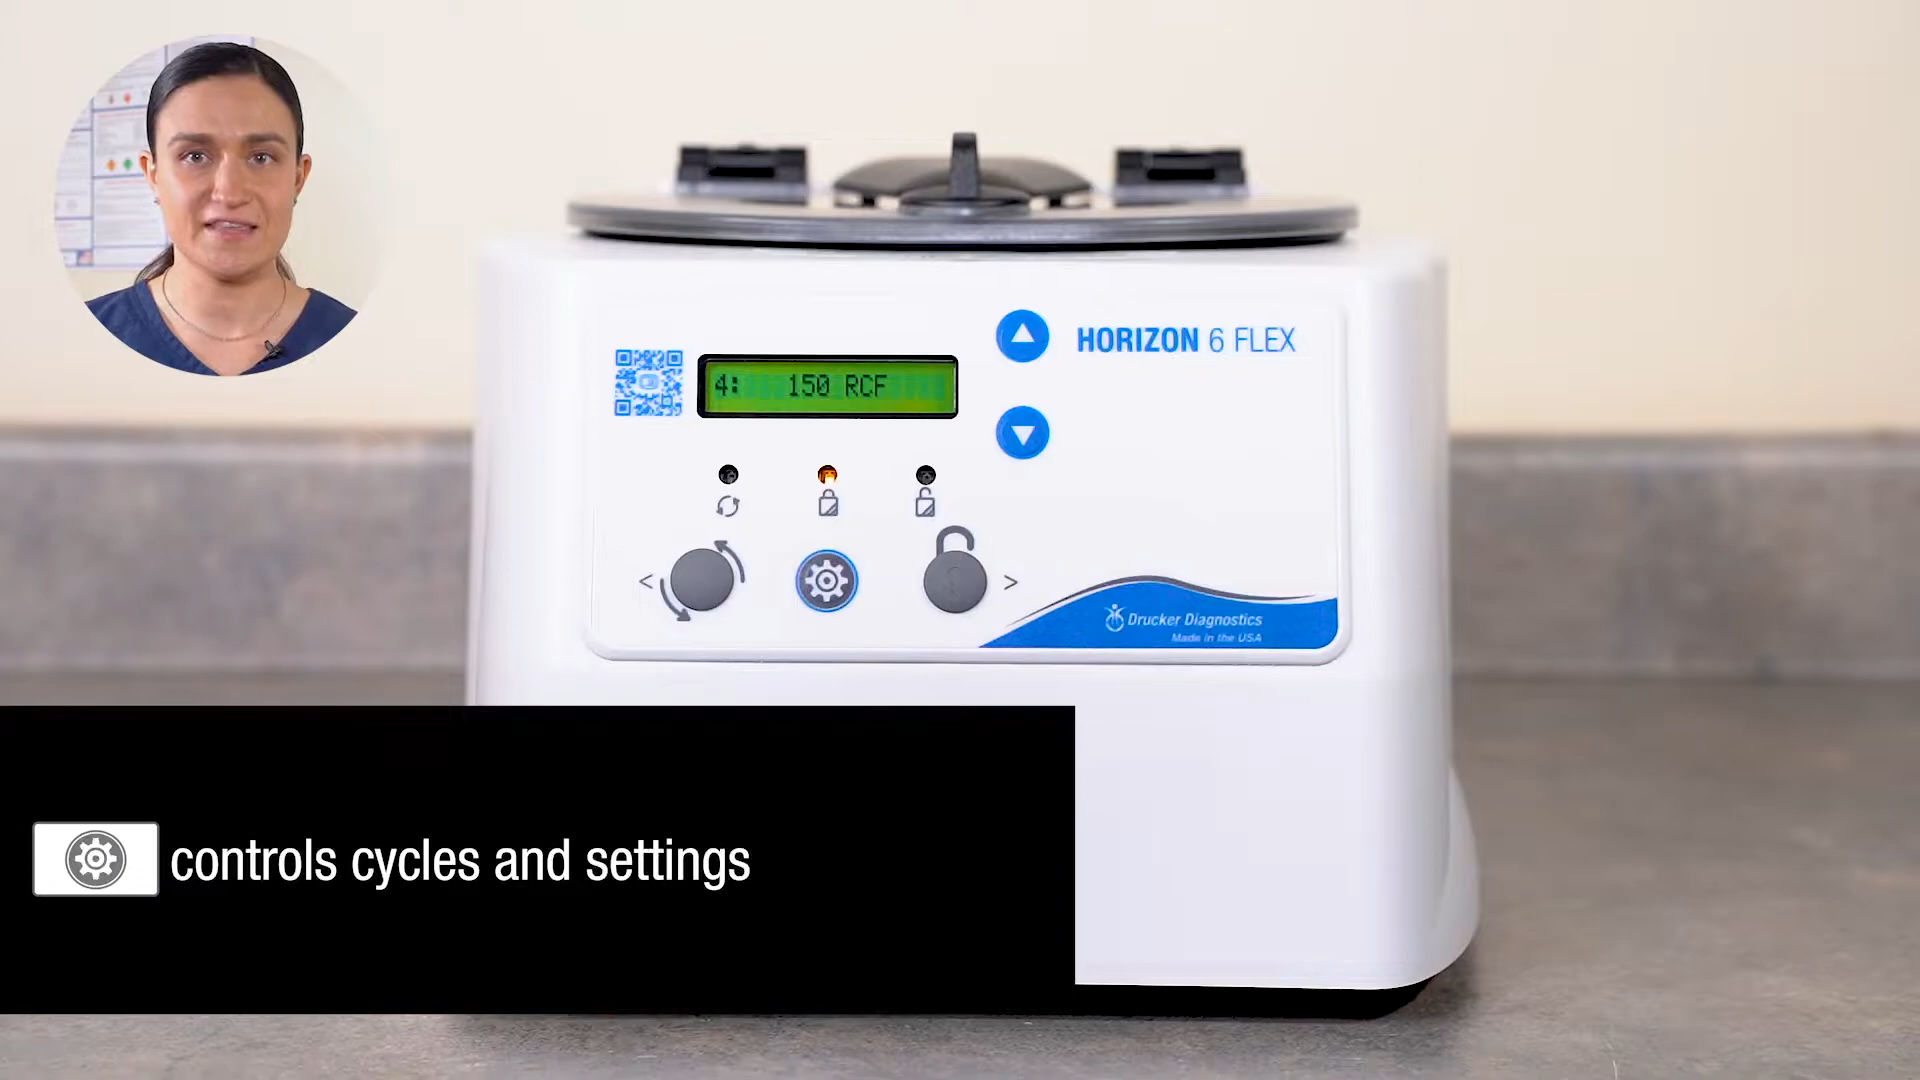 HORIZON 6 FLEX
4: 150 RCF
< >
Drucker Diagnostics
Made in the USA
controls cycles and settings